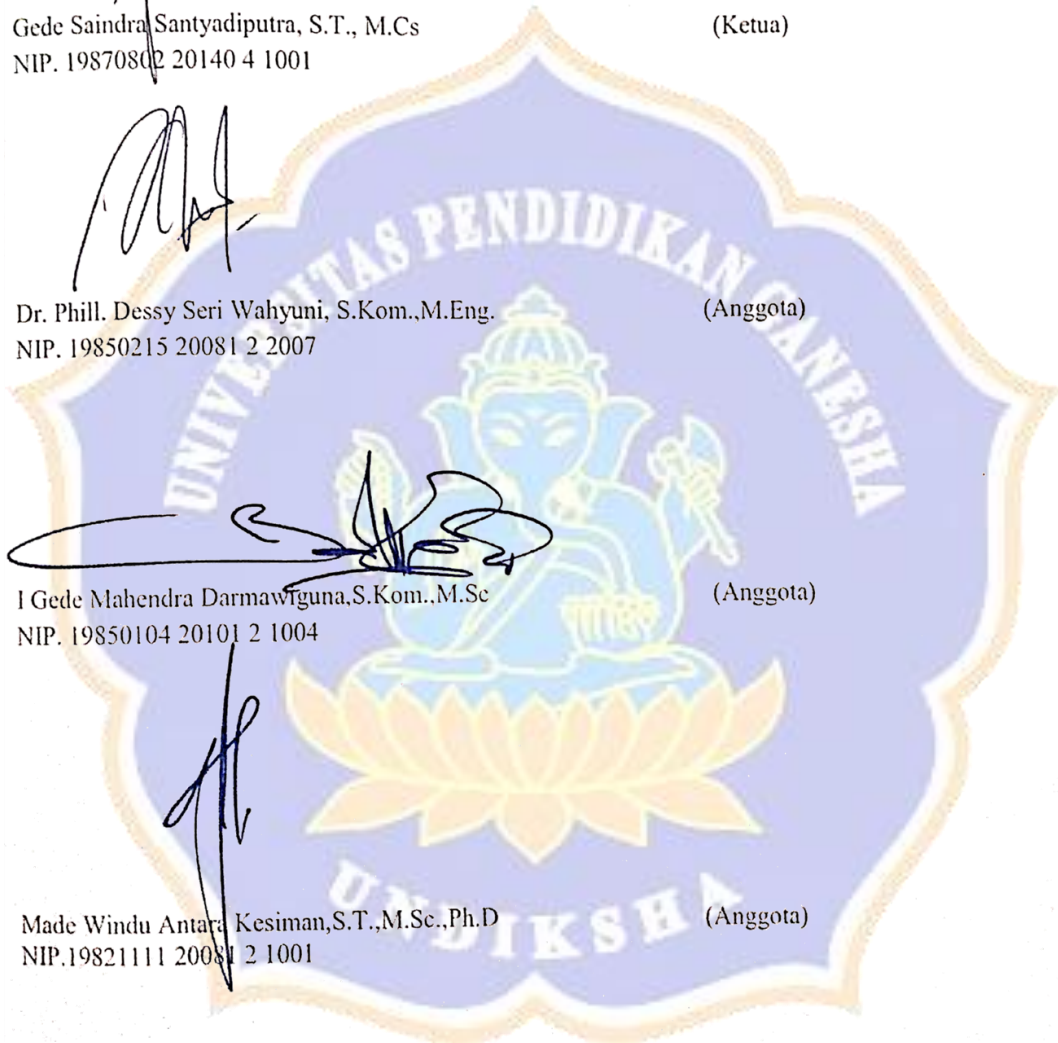 Gede Saindra Santyadiputra, S.T., M.Cs (Ketua)
NIP. 19870802 20140 4 1001
Dr. Phill. Dessy Seri Wahyuni, S.Kom.,M.Eng. (Anggota)
NIP. 19850215 20081 2 2007
I Gede Mahendra Darmawiguna,S.Kom.,M.Sc (Anggota)
NIP. 19850104 20101 2 1004
Made Windu Antara Kesiman,S.T.,M.Sc.,Ph.D (Anggota)
NIP.19821111 20081 2 1001
UNIVERSITAS PENDIDIKAN GANESHA
UNDIKSHA